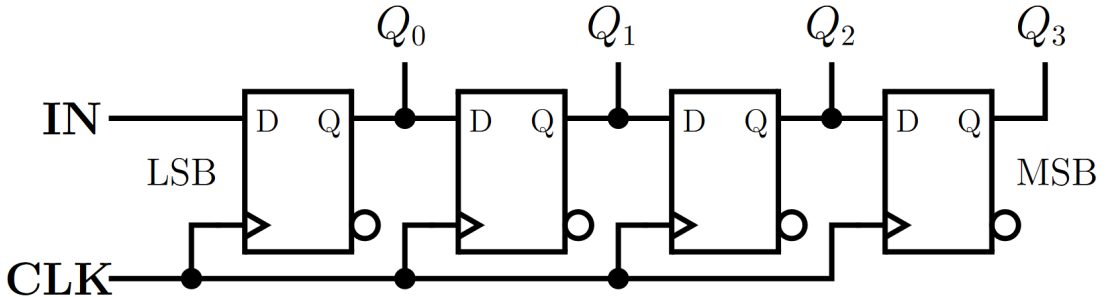 Q₀ Q₁ Q₂ Q₃
IN D Q D Q D Q D Q
LSB MSB
CLK